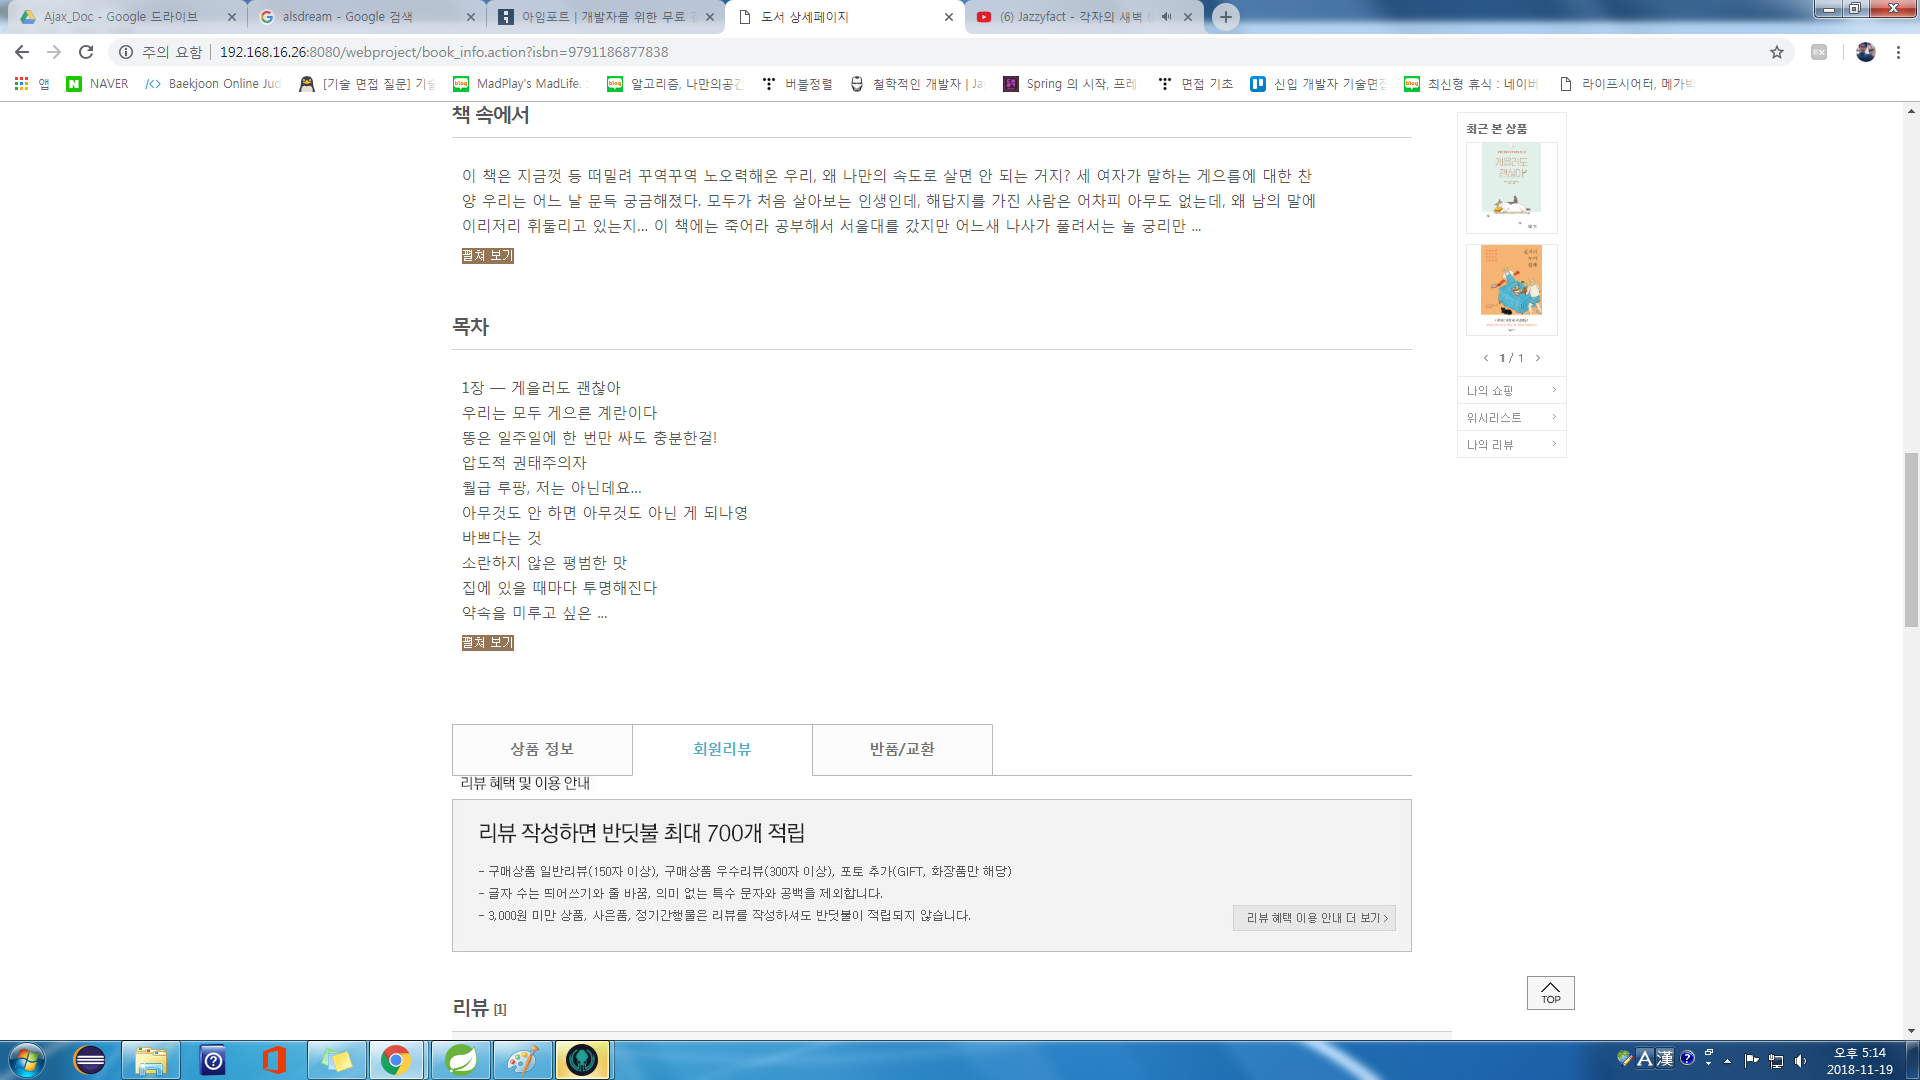 Ajax_Doc - Google 드라이브
alsdream - Google 검색
아임포트 | 개발자를 위한 무료
도서 상세페이지
(6) Jazzyfact - 각자의 새벽
주의 요함
192.168.16.26:8080/webproject/book_info.action?isbn=9791186877838
앱
NAVER
Baekjoon Online Jud
[기술 면접 질문] 기술
MadPlay's MadLife.
알고리즘, 나만의공간
버블정렬
철학적인 개발자 | Ja
Spring 의 시작, 프레
면접 기초
신입 개발자 기술면접
최신형 휴식 : 네이버
라이프시어터, 메가박
책 속에서
이 책은 지금껏 등 떠밀려 꾸역꾸역 노오력해온 우리, 왜 나만의 속도로 살면 안 되는 거지? 세 여자가 말하는 게으름에 대한 찬
양 우리는 어느 날 문득 궁금해졌다. 모두가 처음 살아보는 인생인데, 해답지를 가진 사람은 어차피 아무도 없는데, 왜 남의 말에
이리저리 휘둘리고 있는지... 이 책에는 죽어라 공부해서 서울대를 갔지만 어느새 나사가 풀려서는 놀 궁리만 ...
펼쳐 보기
목차
1장 — 게을러도 괜찮아
우리는 모두 게으른 계란이다
똥은 일주일에 한 번만 싸도 충분한걸!
압도적 권태주의자
월급 루팡, 저는 아닌데요...
아무것도 안 하면 아무것도 아닌 게 되나영
바쁘다는 것
소란하지 않은 평범한 맛
집에 있을 때마다 투명해진다
약속을 미루고 싶은 ...
펼쳐 보기
상품 정보
회원리뷰
반품/교환
리뷰 혜택 및 이용 안내
리뷰 작성하면 반딧불 최대 700개 적립
- 구매상품 일반리뷰(150자 이상), 구매상품 우수리뷰(300자 이상), 포토 추가(GIFT, 화장품만 해당)
- 글자 수는 띄어쓰기와 줄 바꿈, 의미 없는 특수 문자와 공백을 제외합니다.
- 3,000원 미만 상품, 사은품, 정기간행물은 리뷰를 작성하셔도 반딧불이 적립되지 않습니다.
리뷰 혜택 이용 안내 더 보기 >
리뷰 [1]
최근 본 상품
게을러도
괜찮아
< 1 / 1 >
나의 쇼핑 >
위시리스트 >
나의 리뷰 >
TOP
A 漢
오후 5:14
2018-11-19